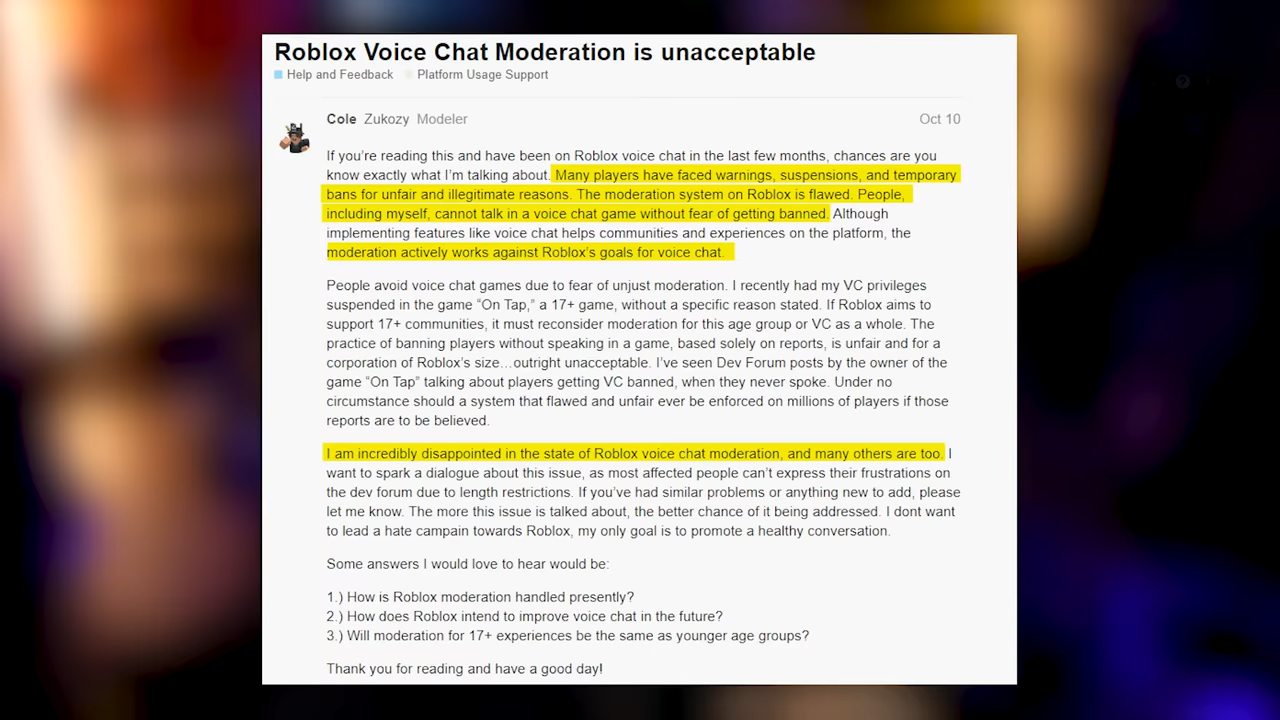 Roblox Voice Chat Moderation is unacceptable
Help and Feedback Platform Usage Support
Cole Zukozy Modeler Oct 10
If you’re reading this and have been on Roblox voice chat in the last few months, chances are you
know exactly what I’m talking about. Many players have faced warnings, suspensions, and temporary
bans for unfair and illegitimate reasons. The moderation system on Roblox is flawed. People,
including myself, cannot talk in a voice chat game without fear of getting banned. Although
implementing features like voice chat helps communities and experiences on the platform, the
moderation actively works against Roblox’s goals for voice chat.
People avoid voice chat games due to fear of unjust moderation. I recently had my VC privileges
suspended in the game “On Tap,” a 17+ game, without a specific reason stated. If Roblox aims to
support 17+ communities, it must reconsider moderation for this age group or VC as a whole. The
practice of banning players without speaking in a game, based solely on reports, is unfair and for a
corporation of Roblox’s size…outright unacceptable. I’ve seen Dev Forum posts by the owner of the
game “On Tap” talking about players getting VC banned, when they never spoke. Under no
circumstance should a system that flawed and unfair ever be enforced on millions of players if those
reports are to be believed.
I am incredibly disappointed in the state of Roblox voice chat moderation, and many others are too. I
want to spark a dialogue about this issue, as most affected people can’t express their frustrations on
the dev forum due to length restrictions. If you’ve had similar problems or anything new to add, please
let me know. The more this issue is talked about, the better chance of it being addressed. I dont want
to lead a hate campain towards Roblox, my only goal is to promote a healthy conversation.
Some answers I would love to hear would be:
1.) How is Roblox moderation handled presently?
2.) How does Roblox intend to improve voice chat in the future?
3.) Will moderation for 17+ experiences be the same as younger age groups?
Thank you for reading and have a good day!